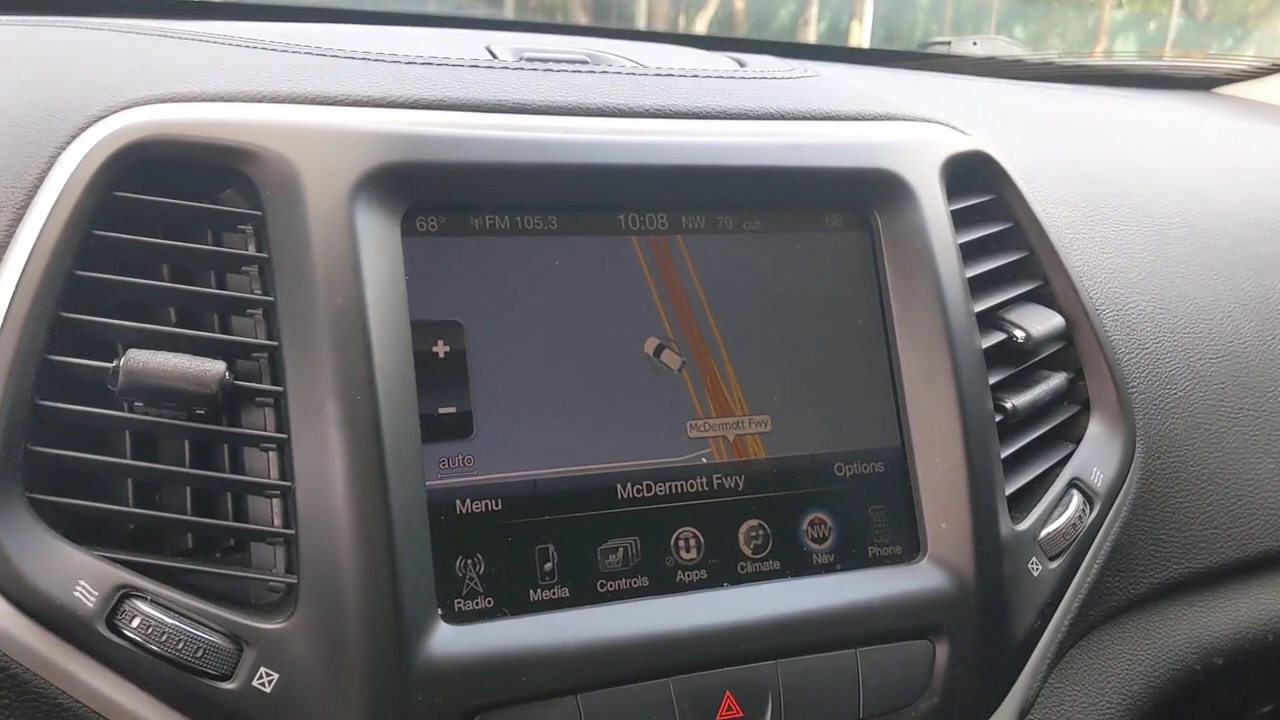 68° FM 105.3 10:08 NW 79° out 68°
+
-
McDermott Fwy
auto
Menu McDermott Fwy Options
NW
Radio Media Controls Apps Climate Nav Phone